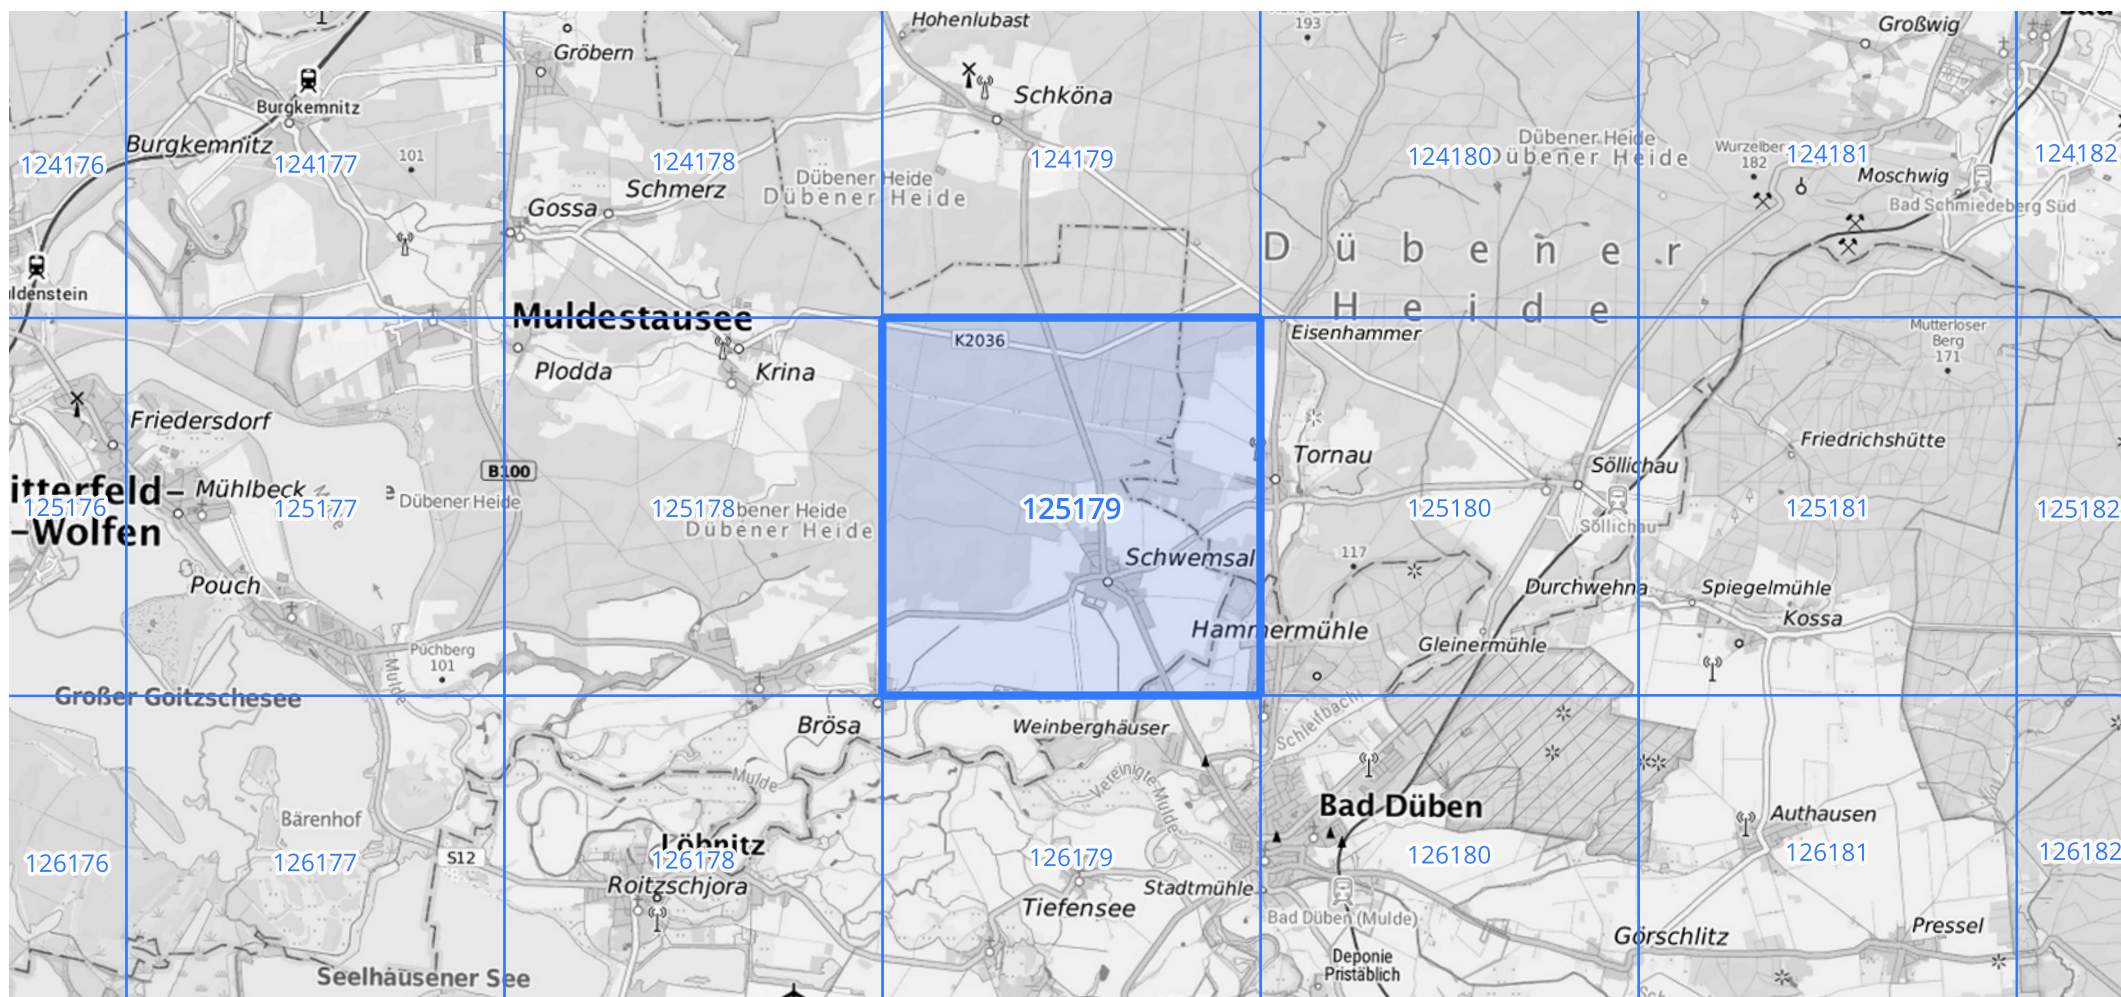 Hohenlubast
193
Großwig
Gröbern
Burgkemnitz
Schköna
Burgkemnitz
101
Dübener Heide
Dübener Heide
Wurzelber
182
124176
124177
124178
124179
124180
124181
124182
Schmerz
Dübener Heide
Dübener Heide
Moschwig
Gossa
Bad Schmiedeberg Süd
Dübener
Heide
ldenstein
Muldestausee
K2036
Eisenhammer
Mutterloser
Berg
171
Plodda
Krina
Friedersdorf
Tornau
Friedrichshütte
B100
Söllichau
itterfeld-
-Wolfen
Mühlbeck
Dübener Heide
125176
125177
125178
125179
125180
125181
125182
bener Heide
Dübener Heide
Söllichau
Schwemsal
117
Pouch
Durchwehna
Spiegelmühle
Kossa
Hammermühle
Gleinermühle
Püchberg
101
Mulde
Großer Goitzschesee
Brösa
Weinberghäuser
Schleifbach
Mulde
Vereinigte Mulde
Bad Düben
Bärenhof
Authausen
Löbnitz
S12
126176
126177
126178
126179
126180
126181
126182
Roitzschjora
Stadtmühle
Tiefensee
Bad Düben (Mulde)
Görschlitz
Pressel
Deponie
Pristäblich
Seelhausener See